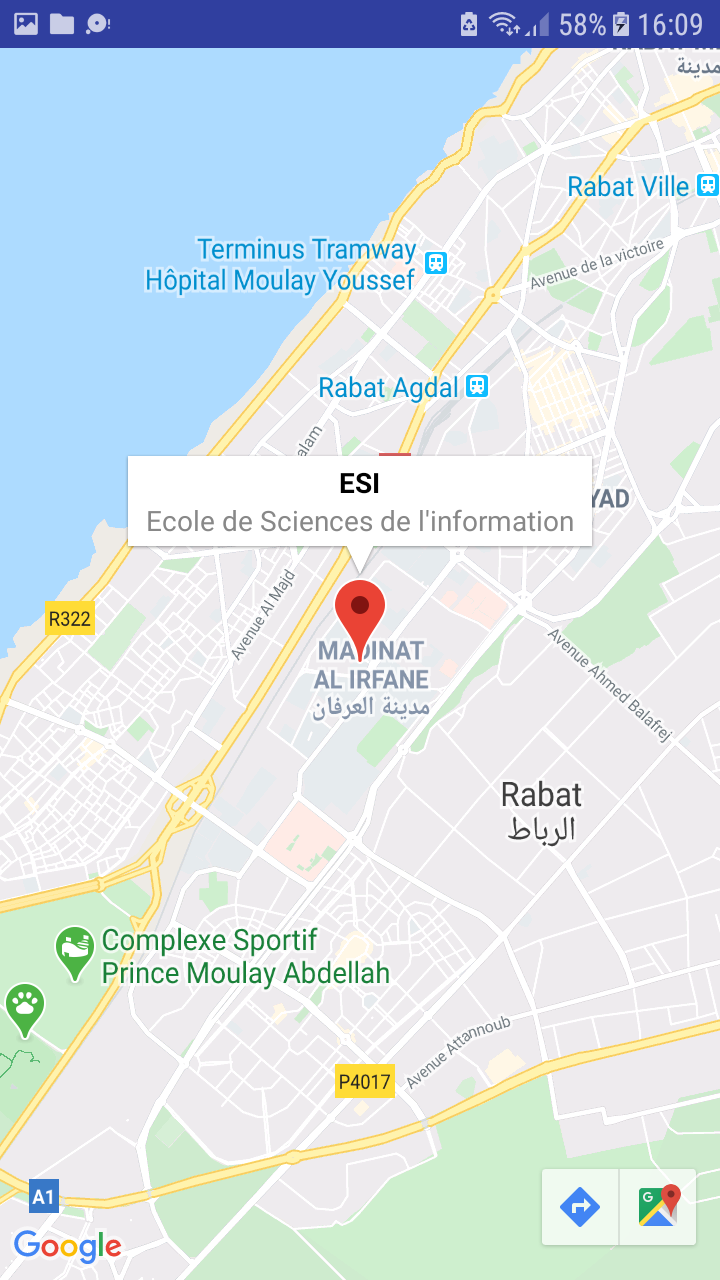 58% 16:09
مدينة
Rabat Ville
Avenue de la victoire
Terminus Tramway
Hôpital Moulay Youssef
Rabat Agdal
alam
ESI
Ecole de Sciences de l'information
YAD
R322
Avenue Al Majd
MADINAT
AL IRFANE
مدينة العرفان
Avenue Ahmed Balafrej
Rabat
الرباط
Complexe Sportif
Prince Moulay Abdellah
Avenue Attannoub
P4017
A1
Google